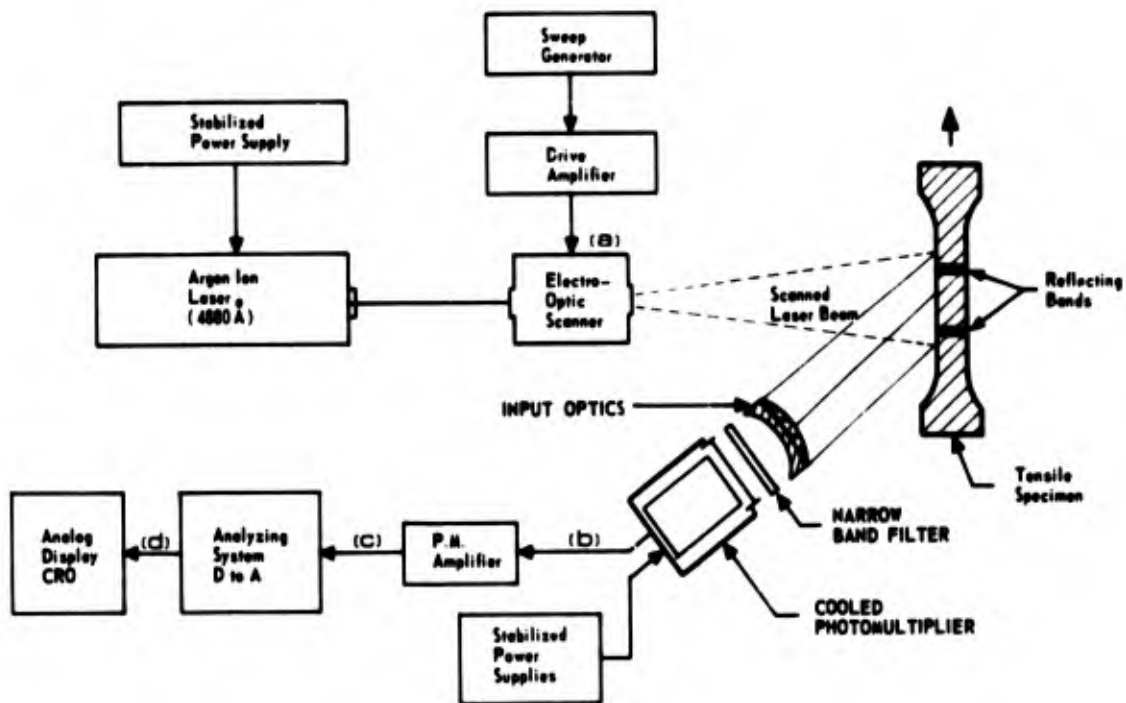 Sweep
Generator
Stabilized
Power Supply
Drive
Amplifier
(a)
Argon Ion
Laser
(4880 Å)
Electro-
Optic
Scanner
Scanned
Laser Beam
Reflecting
Bands
INPUT OPTICS
Tensile
Specimen
NARROW
BAND FILTER
Analog
Display
CRO
(d)
Analyzing
System
D to A
(c)
P.M.
Amplifier
(b)
COOLED
PHOTOMULTIPLIER
Stabilized
Power
Supplies